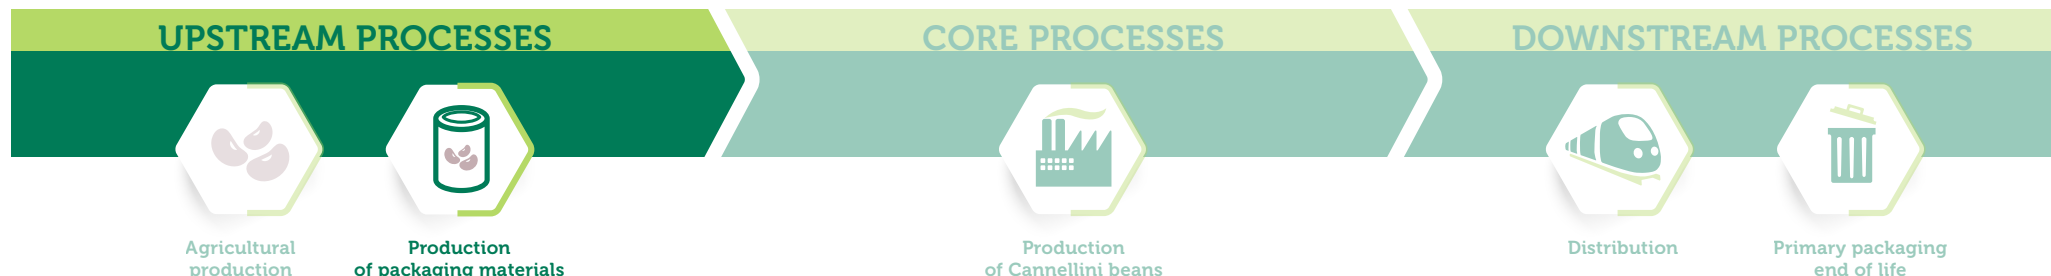 UPSTREAM PROCESSES
CORE PROCESSES
DOWNSTREAM PROCESSES
Agricultural
production
Production
of packaging materials
Production
of Cannellini beans
Distribution
Primary packaging
end of life